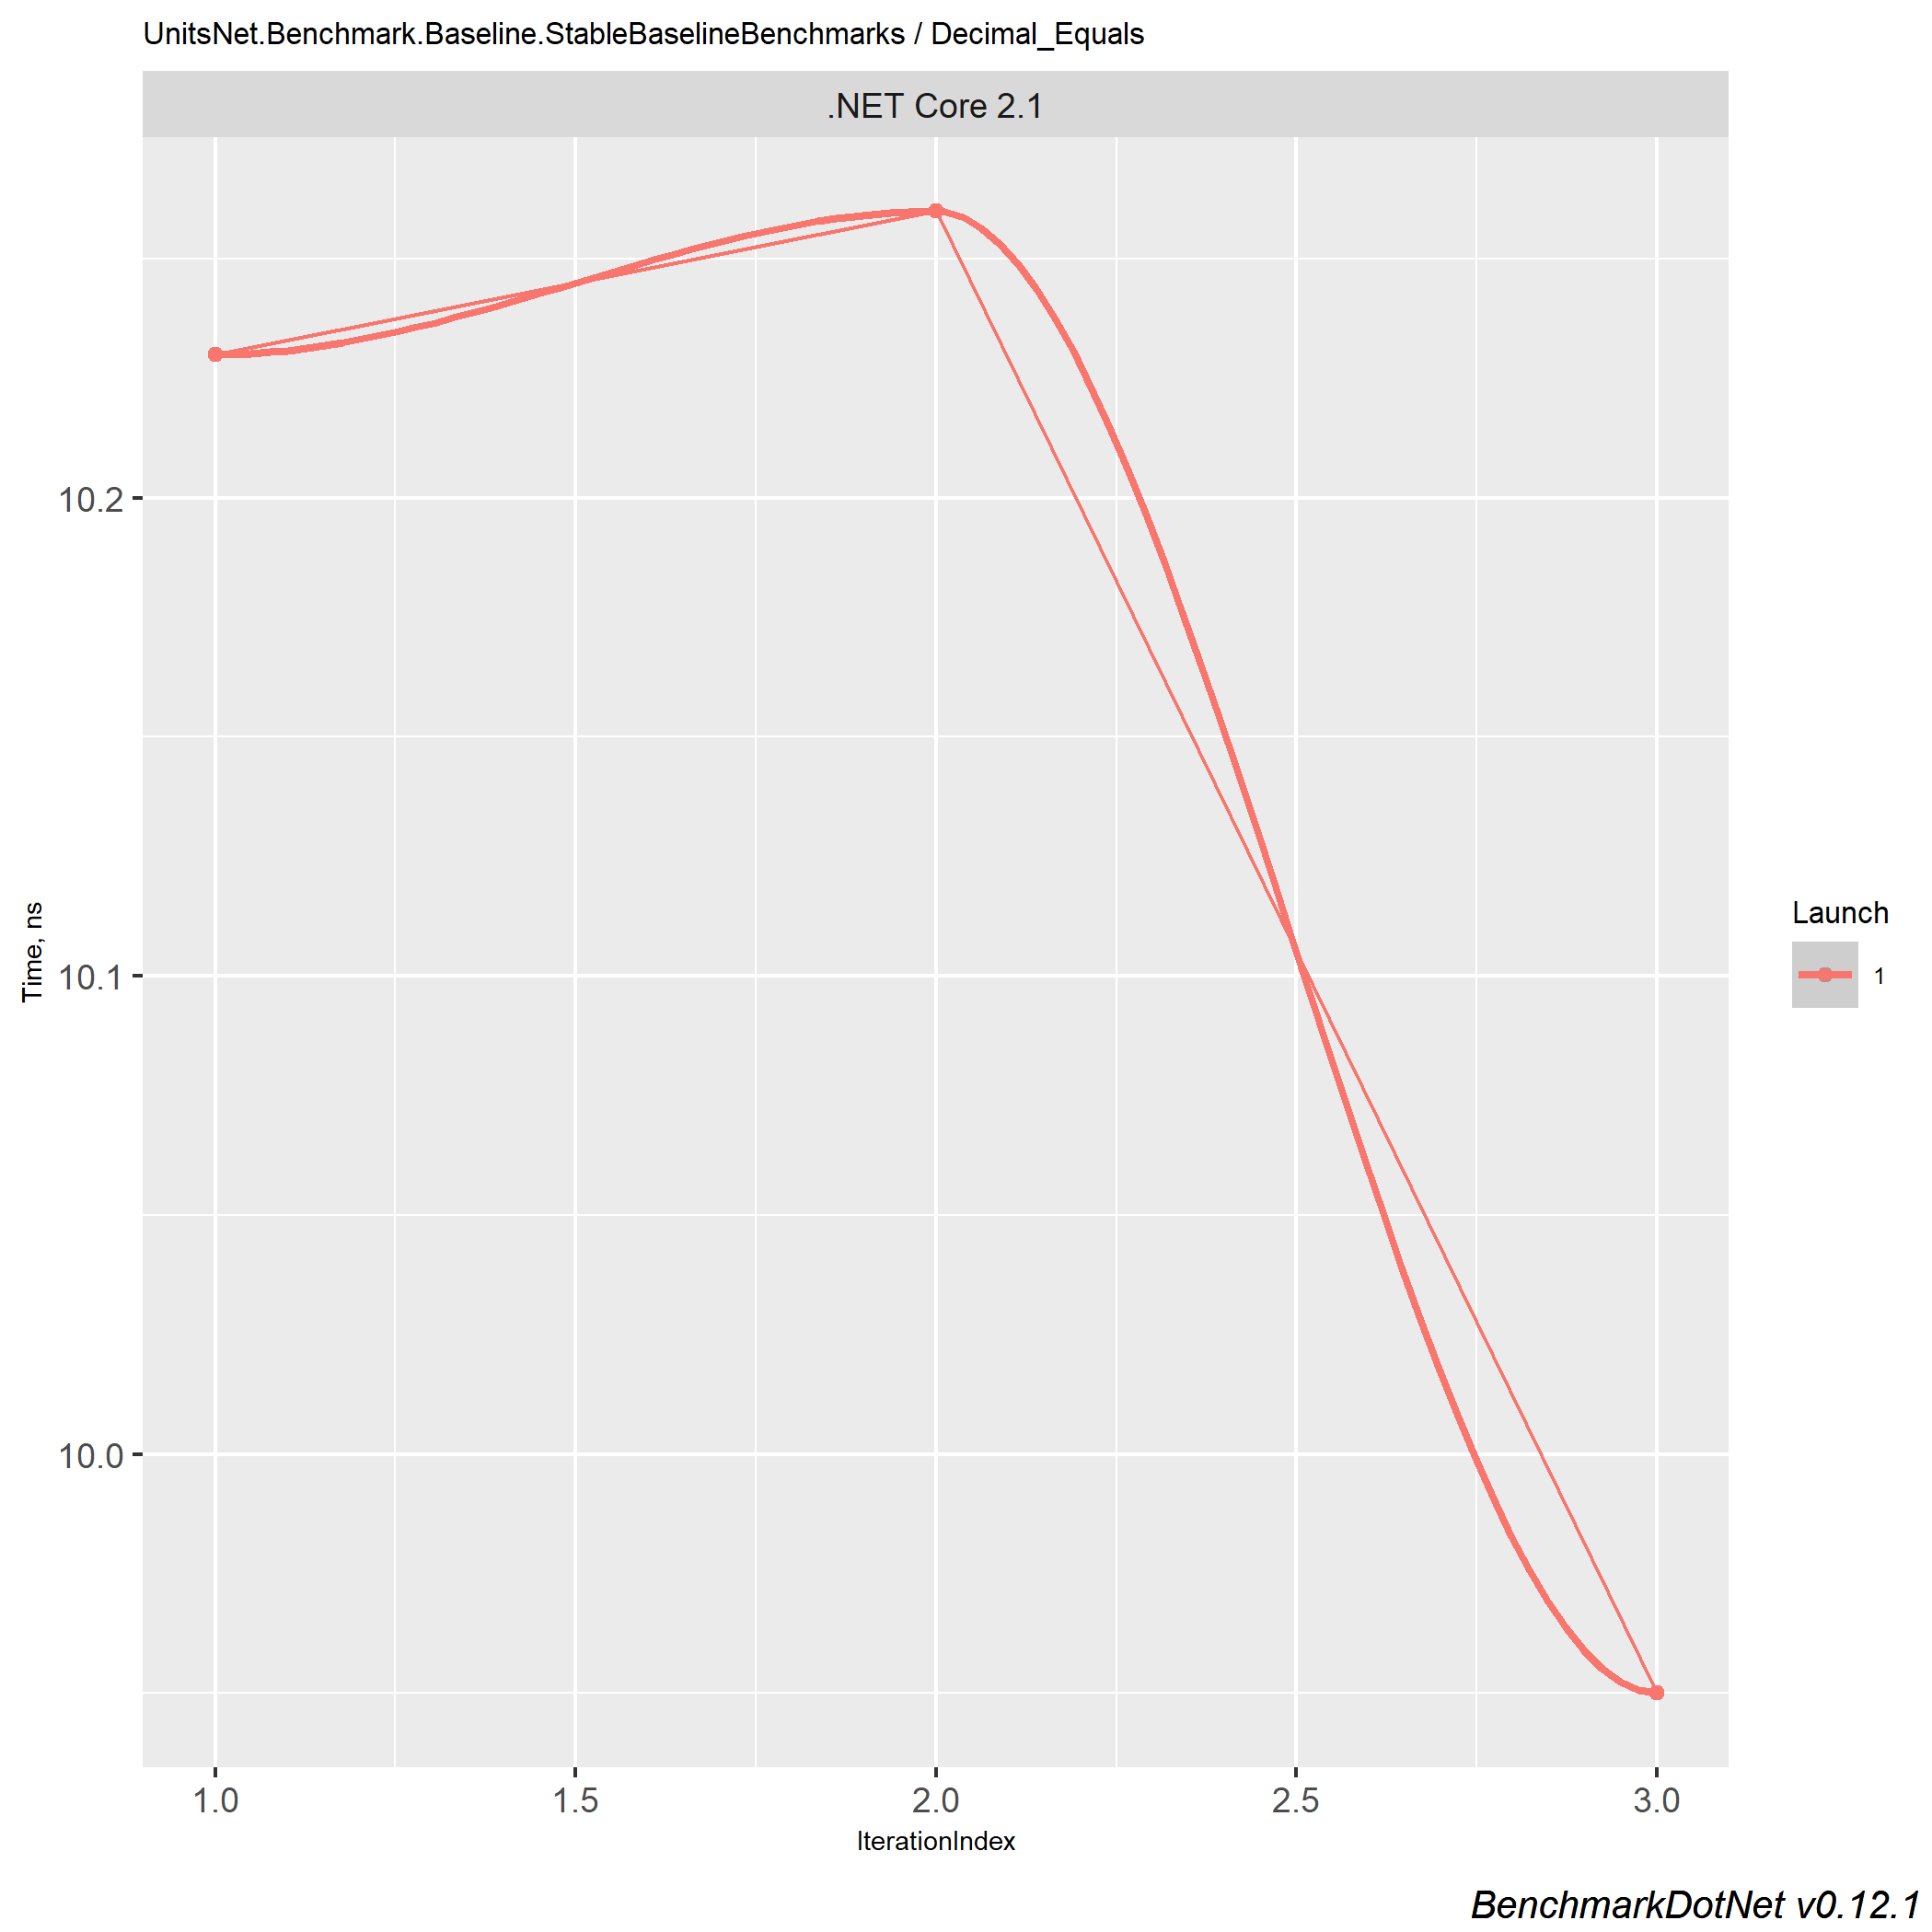 UnitsNet.Benchmark.Baseline.StableBaselineBenchmarks / Decimal_Equals
.NET Core 2.1
10.2
10.1
10.0
Time, ns
1.0 1.5 2.0 2.5 3.0
IterationIndex
Launch
1
BenchmarkDotNet v0.12.1